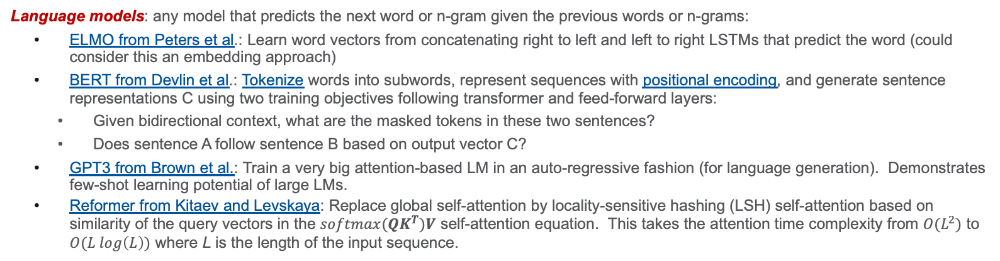 Language models: any model that predicts the next word or n-gram given the previous words or n-grams:
• ELMO from Peters et al.: Learn word vectors from concatenating right to left and left to right LSTMs that predict the word (could
consider this an embedding approach)
• BERT from Devlin et al.: Tokenize words into subwords, represent sequences with positional encoding, and generate sentence
representations C using two training objectives following transformer and feed-forward layers:
• Given bidirectional context, what are the masked tokens in these two sentences?
• Does sentence A follow sentence B based on output vector C?
• GPT3 from Brown et al.: Train a very big attention-based LM in an auto-regressive fashion (for language generation). Demonstrates
few-shot learning potential of large LMs.
• Reformer from Kitaev and Levskaya: Replace global self-attention by locality-sensitive hashing (LSH) self-attention based on
similarity of the query vectors in the softmax(QKᵀ)V self-attention equation. This takes the attention time complexity from O(L²) to
O(L log(L)) where L is the length of the input sequence.